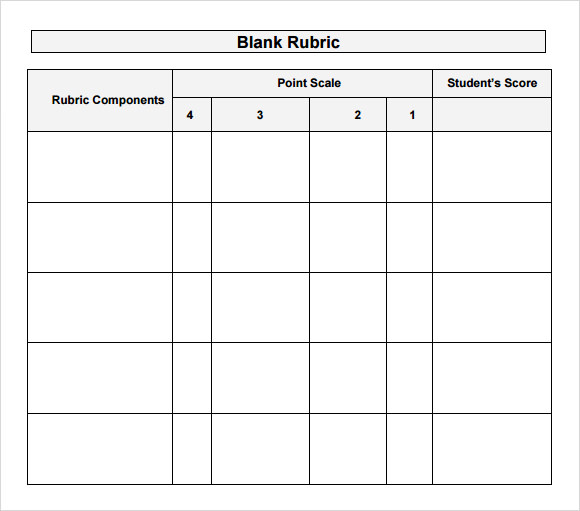 Blank Rubric
Rubric Components
Point Scale
Student's Score
4 3 2 1